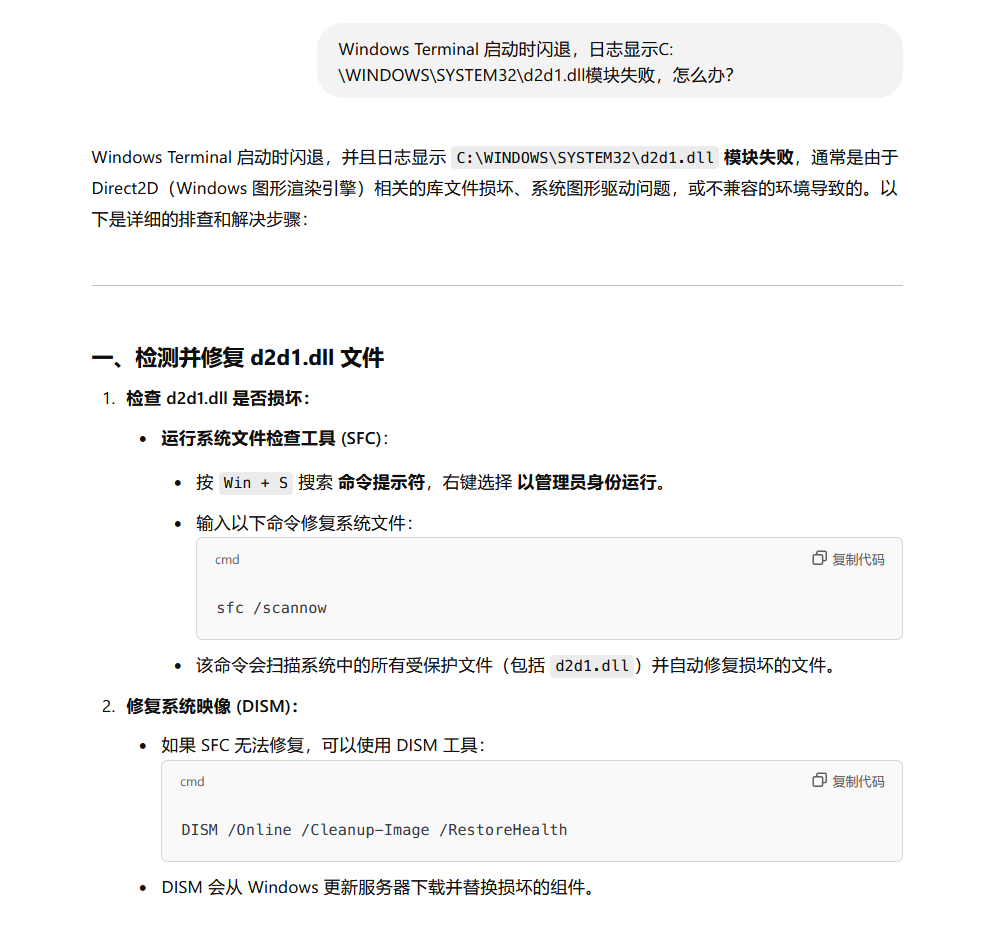 Windows Terminal 启动时闪退，日志显示C:
\WINDOWS\SYSTEM32\d2d1.dll模块失败，怎么办？
Windows Terminal 启动时闪退，并且日志显示 C:\WINDOWS\SYSTEM32\d2d1.dll 模块失败，通常是由于
Direct2D（Windows 图形渲染引擎）相关的库文件损坏、系统图形驱动问题，或不兼容的环境导致的。以
下是详细的排查和解决步骤：
一、检测并修复 d2d1.dll 文件
1. 检查 d2d1.dll 是否损坏：
• 运行系统文件检查工具 (SFC)：
• 按 Win + S 搜索 命令提示符，右键选择 以管理员身份运行。
• 输入以下命令修复系统文件：
cmd 复制代码
sfc /scannow
• 该命令会扫描系统中的所有受保护文件（包括 d2d1.dll ）并自动修复损坏的文件。
2. 修复系统映像 (DISM)：
• 如果 SFC 无法修复，可以使用 DISM 工具：
cmd 复制代码
DISM /Online /Cleanup-Image /RestoreHealth
• DISM 会从 Windows 更新服务器下载并替换损坏的组件。